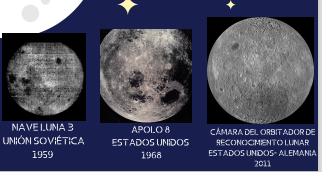 NAVE LUNA 3
UNIÓN SOVIÉTICA
1959
APOLO 8
ESTADOS UNIDOS
1968
CÁMARA DEL ORBITADOR DE
RECONOCIMIENTO LUNAR
ESTADOS UNIDOS- ALEMANIA
2011